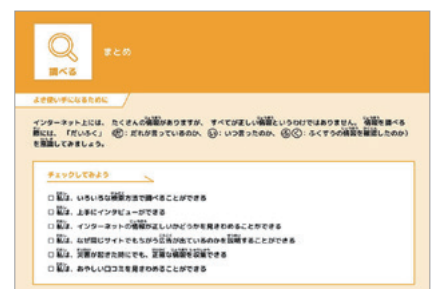 調べる
まとめ
よき使い手になるために
インターネット上には、たくさんの情報がありますが、すべてが正しい情報というわけではありません。情報を調べる
際には、「だいふく」（だ：だれが言っているのか、い：いつ言ったのか、ふく：ふくすうの情報を確認したのか）
を意識してみましょう。
チェックしてみよう
□ 私は、いろいろな検索方法で調べることができる
□ 私は、上手にインタビューができる
□ 私は、インターネットの情報が正しいかどうかを見きわめることができる
□ 私は、なぜ同じサイトでもちがう広告が出ているのかを説明することができる
□ 私は、災害が起きた時にでも、正確な情報を収集できる
□ 私は、あやしい口コミを見きわめることができる